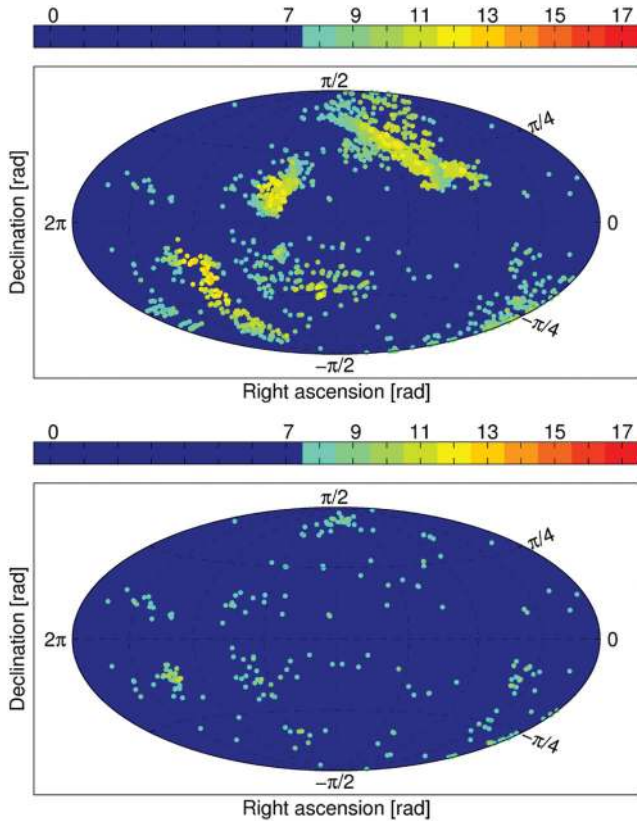 0 7 9 11 13 15 17
π/2
π/4
Declination [rad]
2π 0
−π/4
−π/2
Right ascension [rad]
0 7 9 11 13 15 17
π/2
π/4
Declination [rad]
2π 0
−π/4
−π/2
Right ascension [rad]